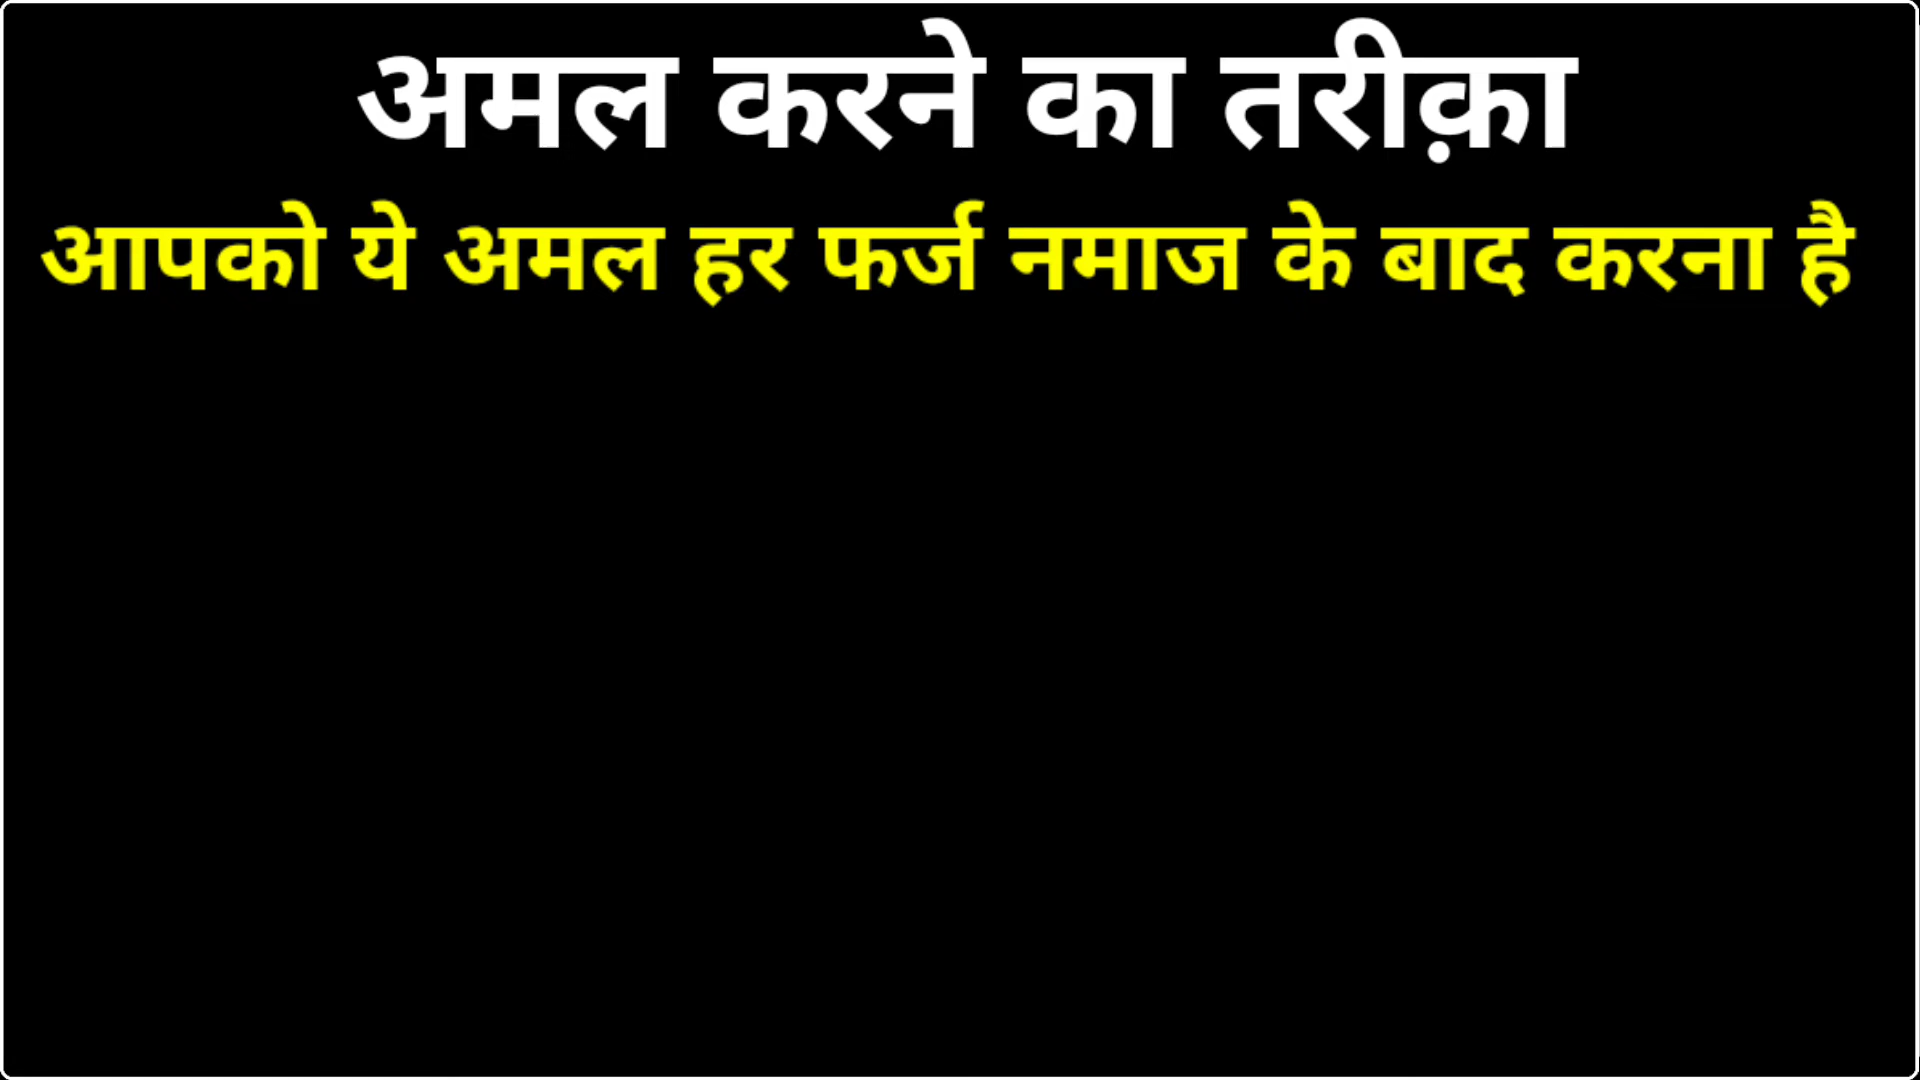 अमल करने का तरीक़ा
आपको ये अमल हर फर्ज नमाज के बाद करना है